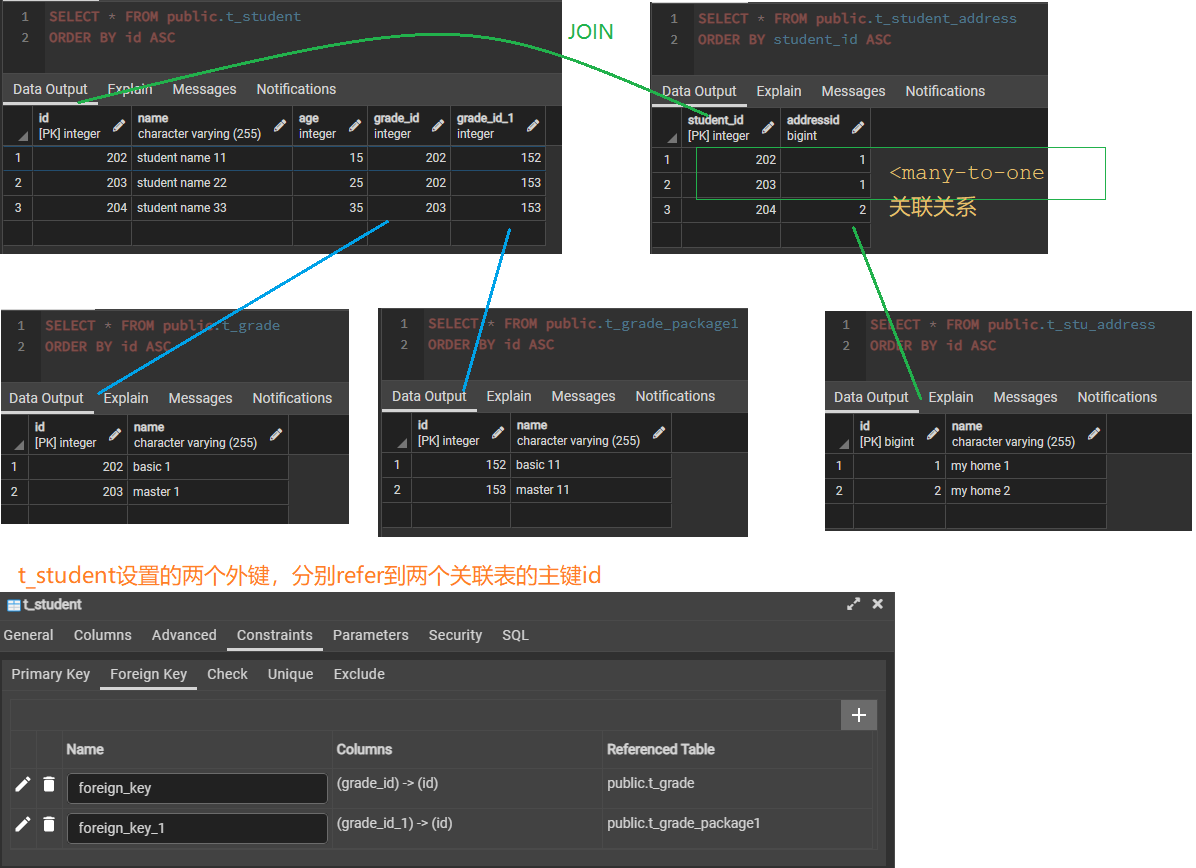 1 SELECT * FROM public.t_student
2 ORDER BY id ASC
Data Output Explain Messages Notifications
id name age grade_id grade_id_1
[PK] integer character varying (255) integer integer integer
1 202 student name 11 15 202 152
2 203 student name 22 25 202 153
3 204 student name 33 35 203 153
JOIN
1 SELECT * FROM public.t_student_address
2 ORDER BY student_id ASC
Data Output Explain Messages Notifications
student_id addressid
[PK] integer bigint
1 202 1
2 203 1
3 204 2
<many-to-one
关联关系
1 SELECT * FROM public.t_grade
2 ORDER BY id ASC
Data Output Explain Messages Notifications
id name
[PK] integer character varying (255)
1 202 basic 1
2 203 master 1
1 SELECT * FROM public.t_grade_package1
2 ORDER BY id ASC
Data Output Explain Messages Notifications
id name
[PK] integer character varying (255)
1 152 basic 11
2 153 master 11
1 SELECT * FROM public.t_stu_address
2 ORDER BY id ASC
Data Output Explain Messages Notifications
id name
[PK] bigint character varying (255)
1 1 my home 1
2 2 my home 2
t_student设置的两个外键，分别refer到两个关联表的主键id
t_student
General Columns Advanced Constraints Parameters Security SQL
Primary Key Foreign Key Check Unique Exclude
Name Columns Referenced Table
foreign_key (grade_id) -> (id) public.t_grade
foreign_key_1 (grade_id_1) -> (id) public.t_grade_package1